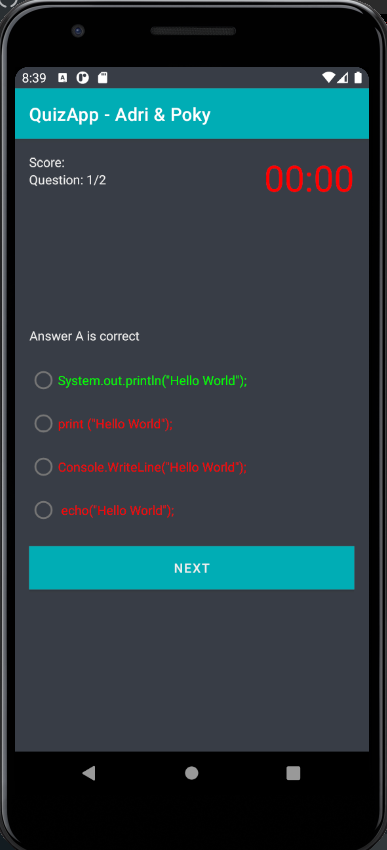 8:39
QuizApp - Adri & Poky
Score:
Question: 1/2
00:00
Answer A is correct
System.out.println("Hello World");
print ("Hello World");
Console.WriteLine("Hello World");
echo("Hello World");
NEXT